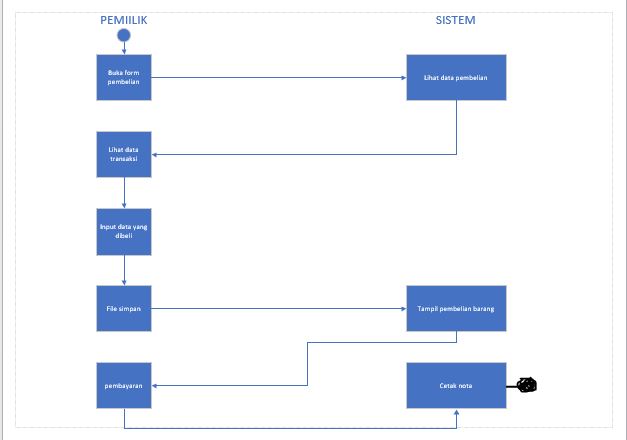 PEMIILIK
SISTEM
Buka form
pembelian
Lihat data pembelian
Lihat data
transaksi
Input data yang
dibeli
File simpan
Tampil pembelian barang
pembayaran
Cetak nota